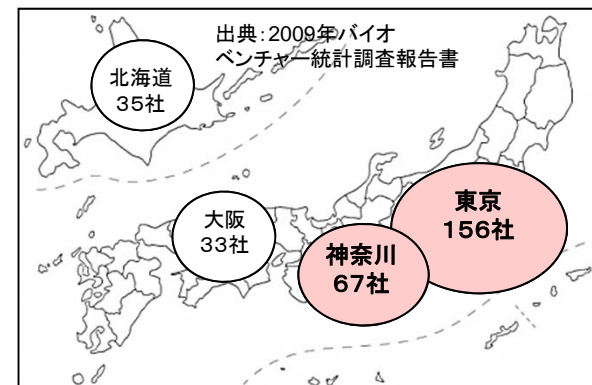 出典：2009年バイオ
ベンチャー統計調査報告書
北海道
35社
大阪
33社
神奈川
67社
東京
156社